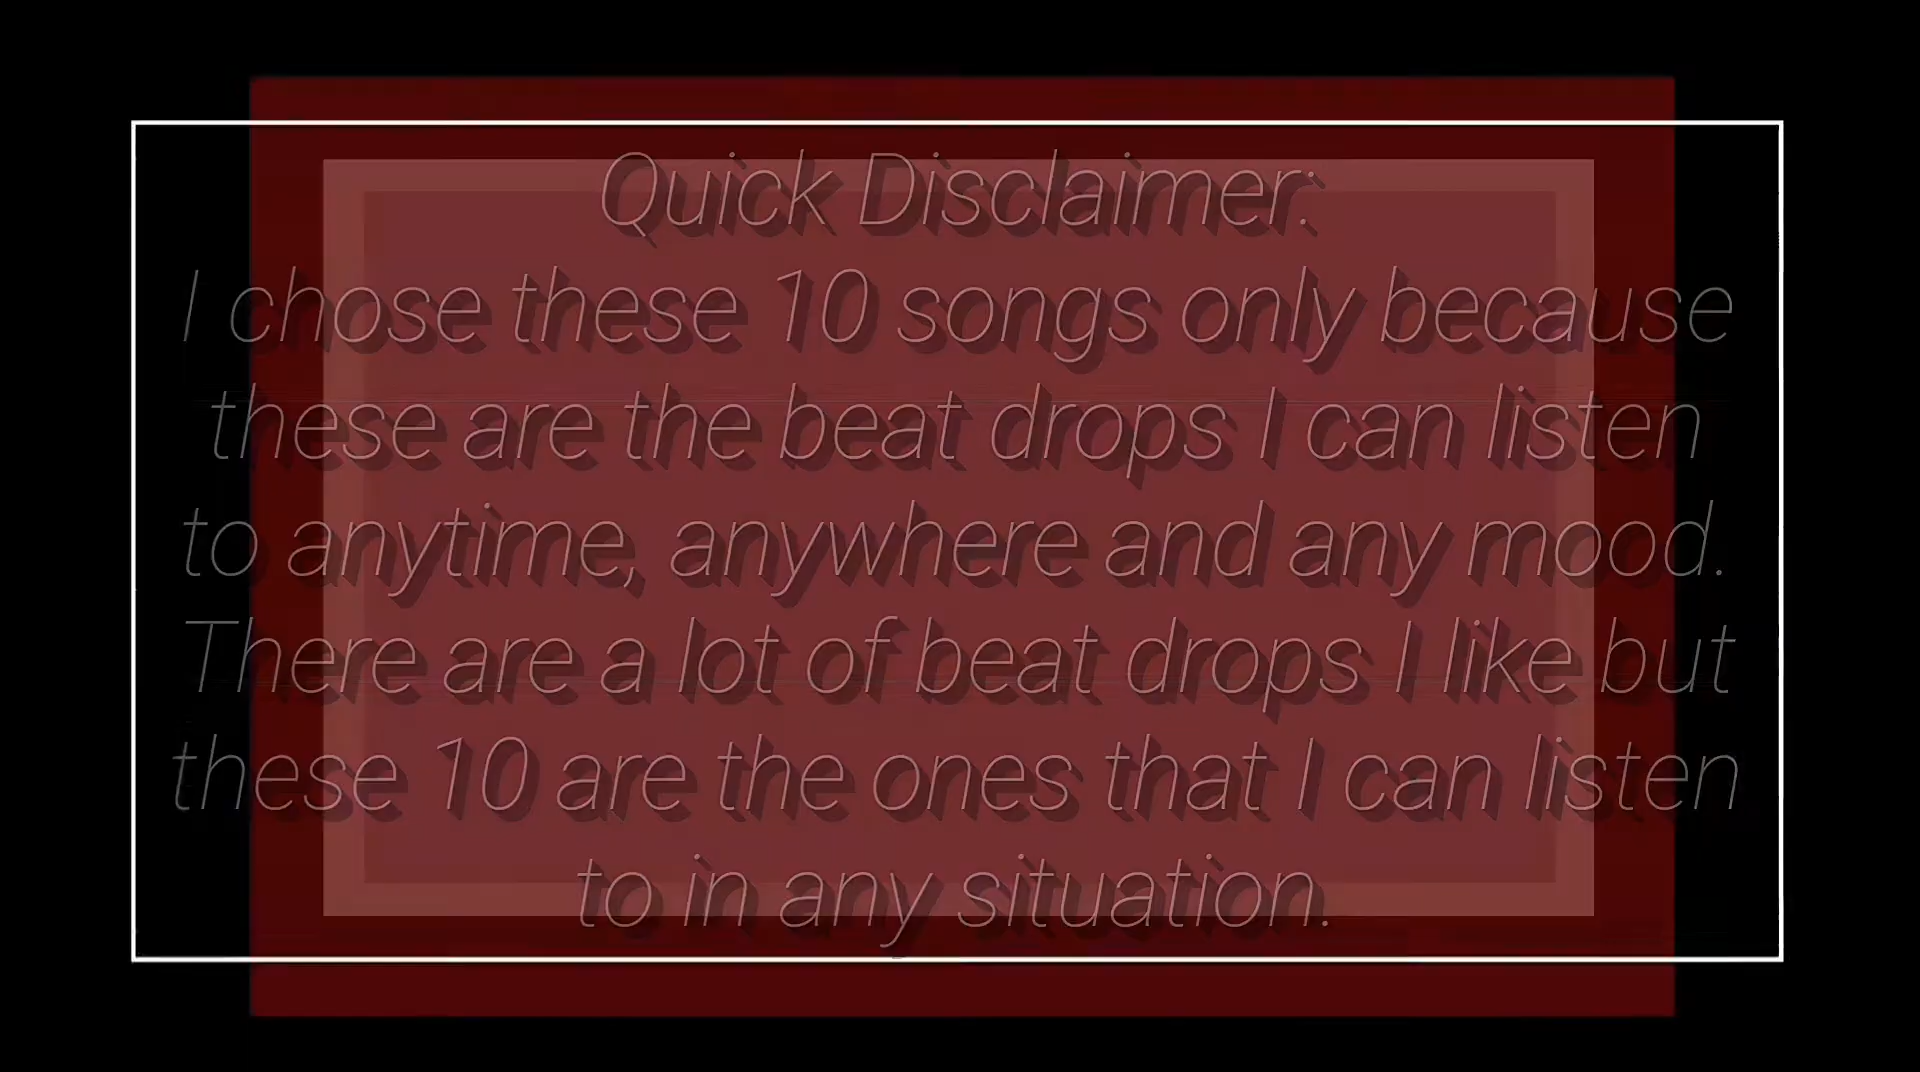 Quick Disclaimer:
I chose these 10 songs only because
these are the beat drops I can listen
to anytime, anywhere and any mood.
There are a lot of beat drops I like but
these 10 are the ones that I can listen
to in any situation.